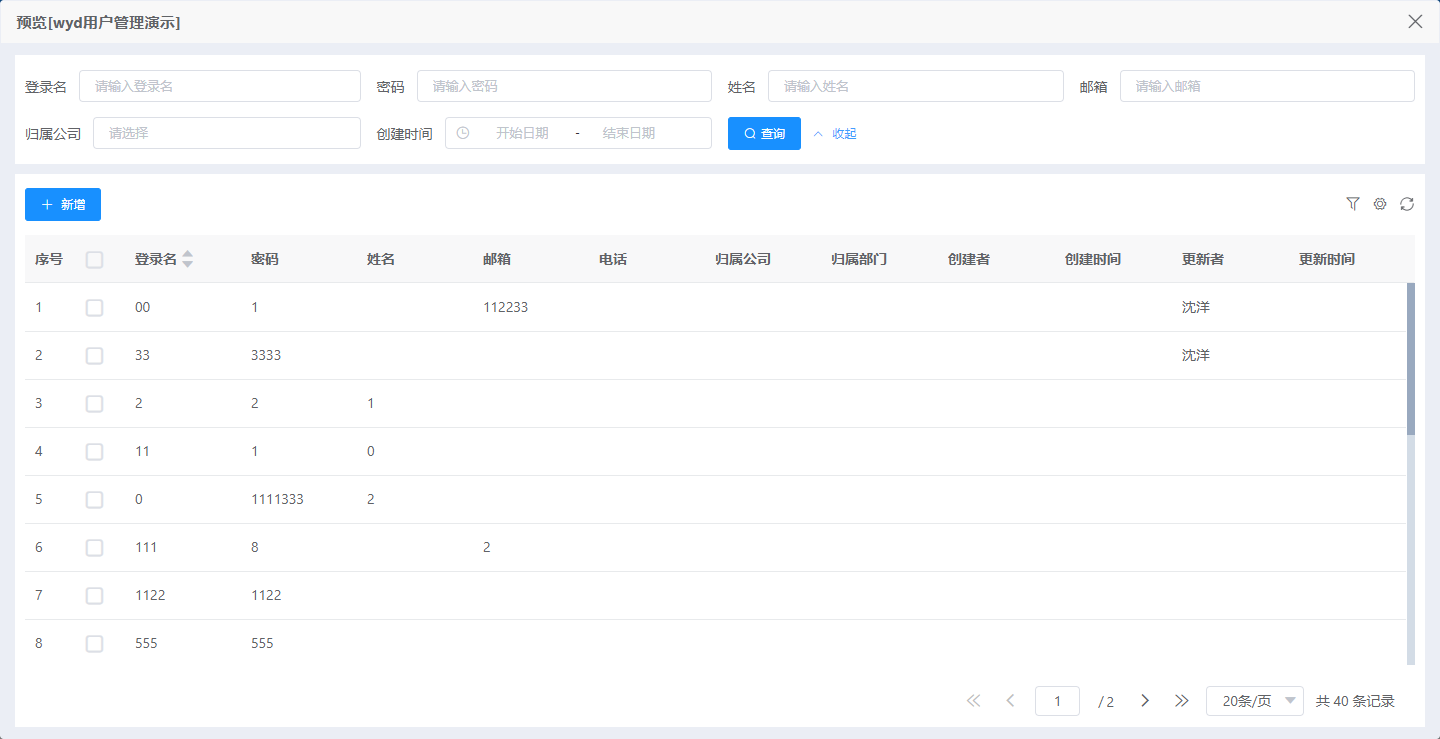 预览[wyd用户管理演示]
登录名 请输入登录名 密码 请输入密码 姓名 请输入姓名 邮箱 请输入邮箱
归属公司 请选择 创建时间 开始日期 - 结束日期 查询 收起
新增
序号 登录名 密码 姓名 邮箱 电话 归属公司 归属部门 创建者 创建时间 更新者 更新时间
1 00 1 112233 沈洋
2 33 3333 沈洋
3 2 2 1
4 11 1 0
5 0 1111333 2
6 111 8 2
7 1122 1122
8 555 555
1 / 2 20条/页 共 40 条记录